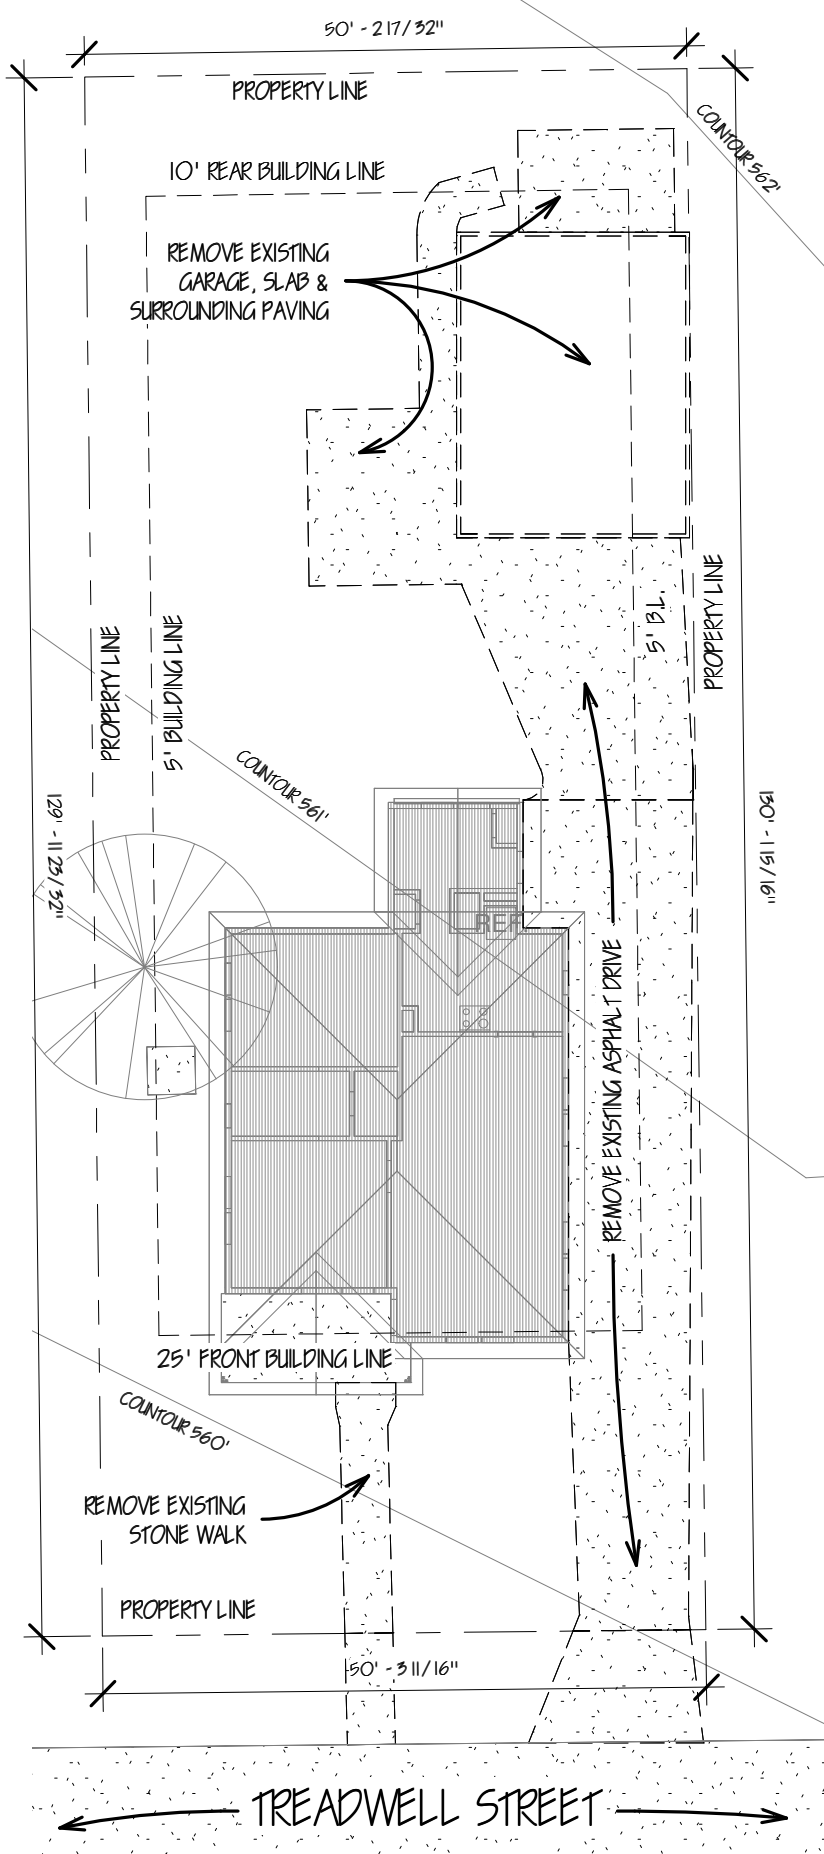 50' - 2 17/32"
PROPERTY LINE
COUNTOUR 562'
10' REAR BUILDING LINE
REMOVE EXISTING
GARAGE, SLAB &
SURROUNDING PAVING
PROPERTY LINE
5' BUILDING LINE
5' B.L.
PROPERTY LINE
COUNTOUR 561'
129' - 11 23/32"
130' - 1 15/16"
REF
REMOVE EXISTING ASPHALT DRIVE
25' FRONT BUILDING LINE
COUNTOUR 560'
REMOVE EXISTING
STONE WALK
PROPERTY LINE
50' - 3 11/16"
TREADWELL STREET